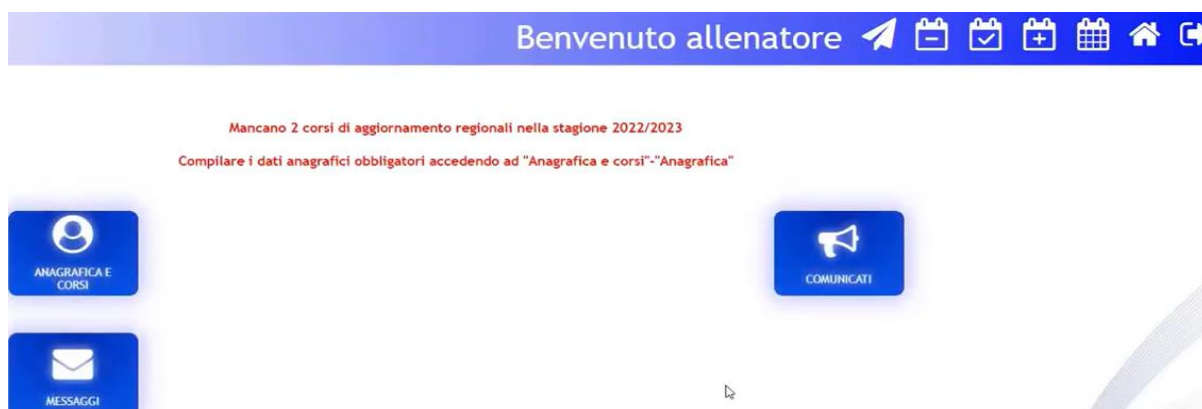 Benvenuto allenatore
Mancano 2 corsi di aggiornamento regionali nella stagione 2022/2023
Compilare i dati anagrafici obbligatori accedendo ad "Anagrafica e corsi"-"Anagrafica"
ANAGRAFICA E
CORSI
COMUNICATI
MESSAGGI